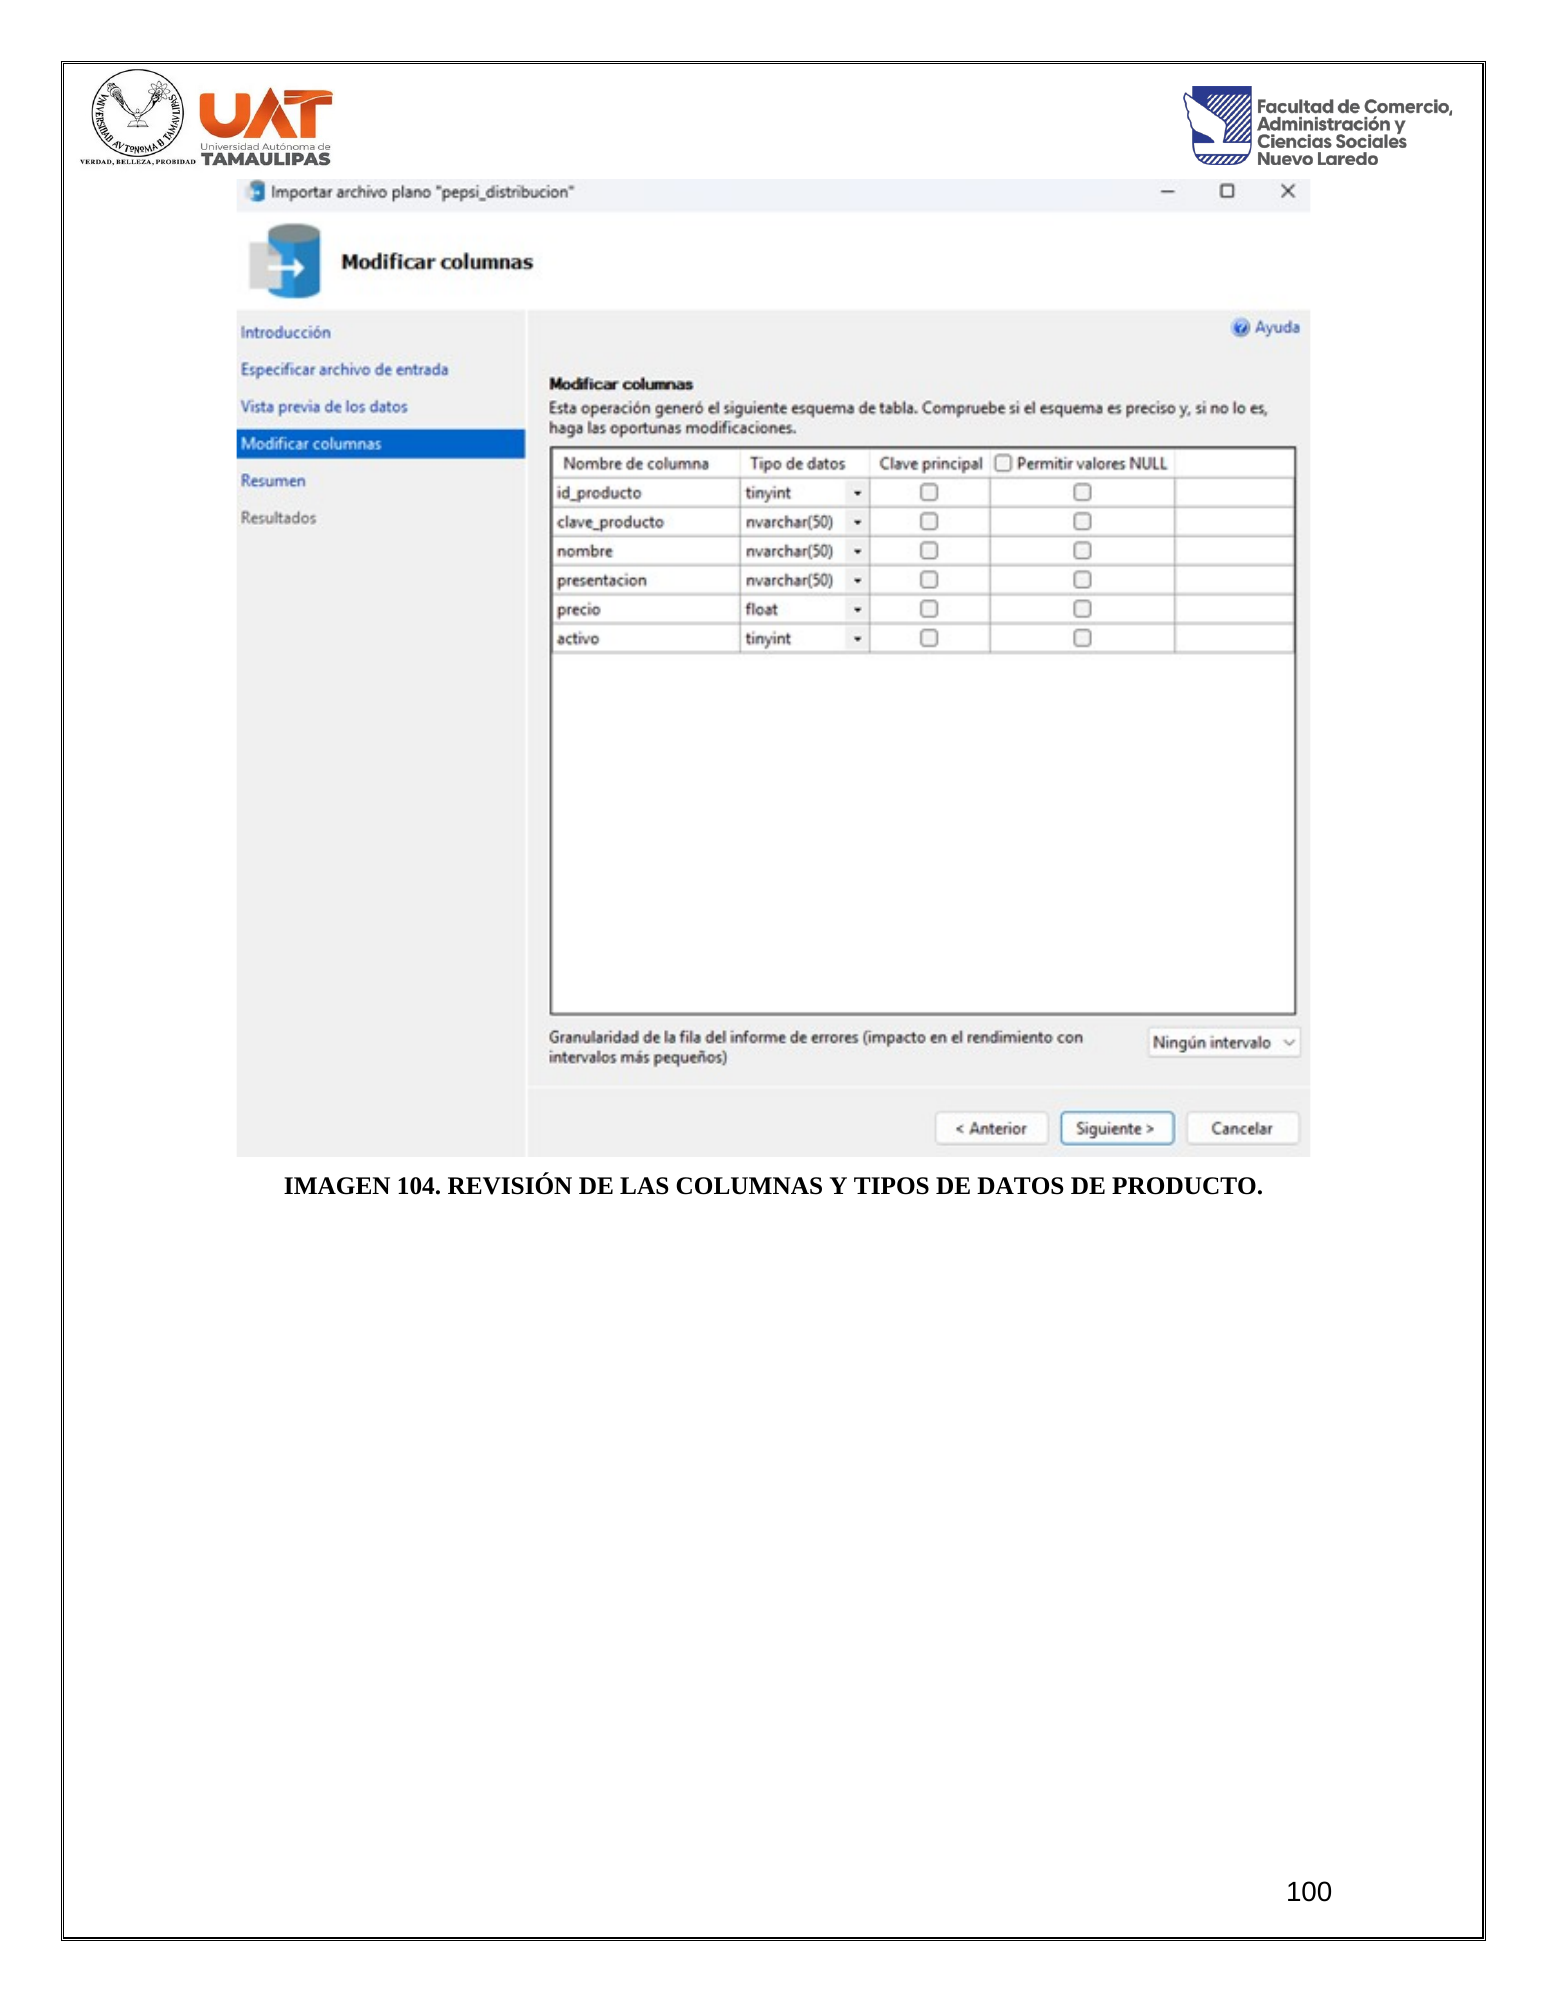 VNIVERSIDAD AVTONOMA D TAMAVLIPAS
VERDAD, BELLEZA, PROBIDAD
UAT
Universidad Autónoma de
TAMAULIPAS
Facultad de Comercio,
Administración y
Ciencias Sociales
Nuevo Laredo
Importar archivo plano "pepsi_distribucion"
Modificar columnas
Introducción
Especificar archivo de entrada
Vista previa de los datos
Modificar columnas
Resumen
Resultados
Ayuda
Modificar columnas
Esta operación generó el siguiente esquema de tabla. Compruebe si el esquema es preciso y, si no lo es,
haga las oportunas modificaciones.
Nombre de columna Tipo de datos Clave principal Permitir valores NULL
id_producto tinyint
clave_producto nvarchar(50)
nombre nvarchar(50)
presentacion nvarchar(50)
precio float
activo tinyint
Granularidad de la fila del informe de errores (impacto en el rendimiento con
intervalos más pequeños)
Ningún intervalo
< Anterior Siguiente > Cancelar
IMAGEN 104. REVISIÓN DE LAS COLUMNAS Y TIPOS DE DATOS DE PRODUCTO.
100